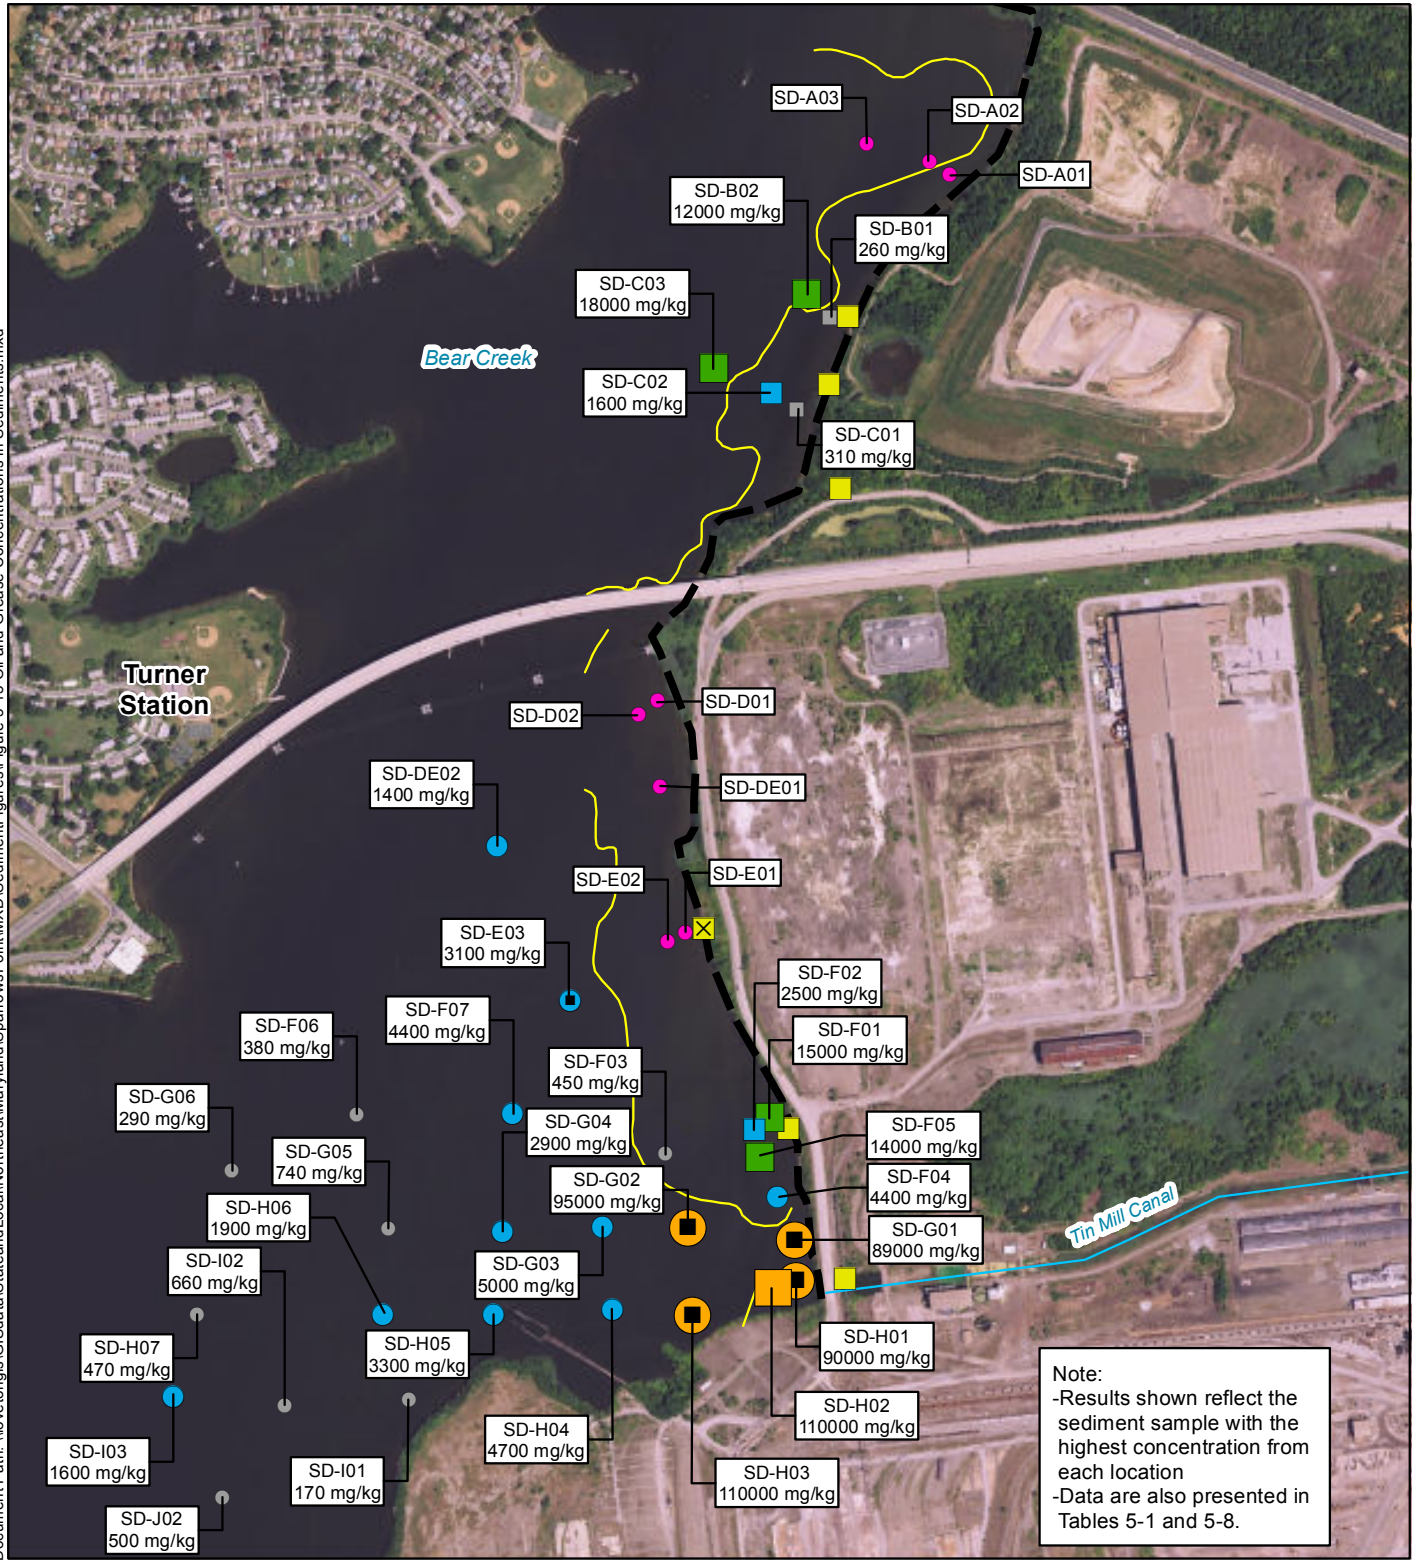 SD-A03
SD-A02
SD-A01
SD-B02
12000 mg/kg
SD-B01
260 mg/kg
SD-C03
18000 mg/kg
Bear Creek
SD-C02
1600 mg/kg
SD-C01
310 mg/kg
Turner
Station
SD-D02
SD-D01
SD-DE02
1400 mg/kg
SD-DE01
SD-E02
SD-E01
SD-E03
3100 mg/kg
SD-F02
2500 mg/kg
SD-F07
4400 mg/kg
SD-F06
380 mg/kg
SD-F01
15000 mg/kg
SD-F03
450 mg/kg
SD-G06
290 mg/kg
SD-G04
2900 mg/kg
SD-F05
14000 mg/kg
SD-G05
740 mg/kg
SD-G02
95000 mg/kg
SD-F04
4400 mg/kg
SD-H06
1900 mg/kg
Tin Mill Canal
SD-G01
89000 mg/kg
SD-I02
660 mg/kg
SD-G03
5000 mg/kg
SD-H07
470 mg/kg
SD-H05
3300 mg/kg
SD-H01
90000 mg/kg
SD-H02
110000 mg/kg
SD-H04
4700 mg/kg
SD-I03
1600 mg/kg
SD-I01
170 mg/kg
SD-H03
110000 mg/kg
SD-J02
500 mg/kg
Note:
-Results shown reflect the
sediment sample with the
highest concentration from
each location
-Data are also presented in
Tables 5-1 and 5-8.